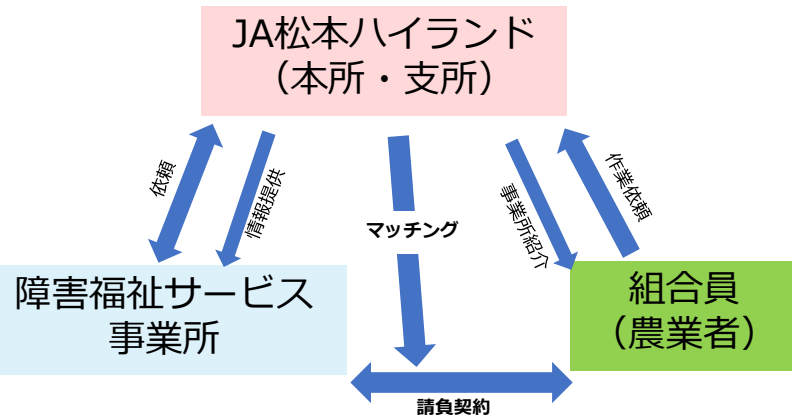 JA松本ハイランド
（本所・支所）
依頼
情報提供
マッチング
事業所紹介
作業依頼
障害福祉サービス
事業所
組合員
（農業者）
請負契約